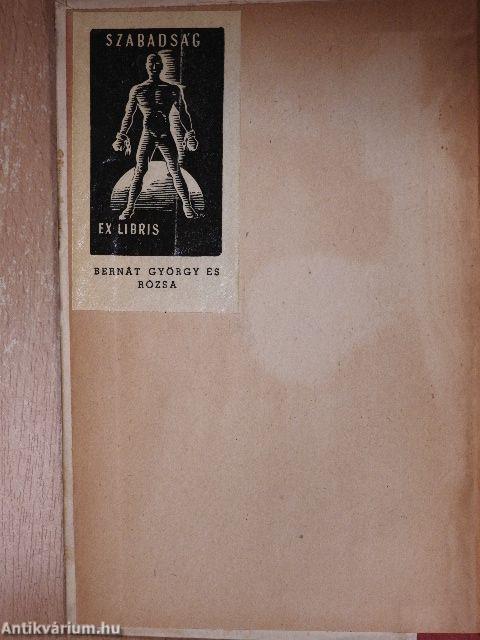 SZABADSÁG
EX LIBRIS
BERNÁT GYÖRGY ÉS
RÓZSA
Antikvárium.hu